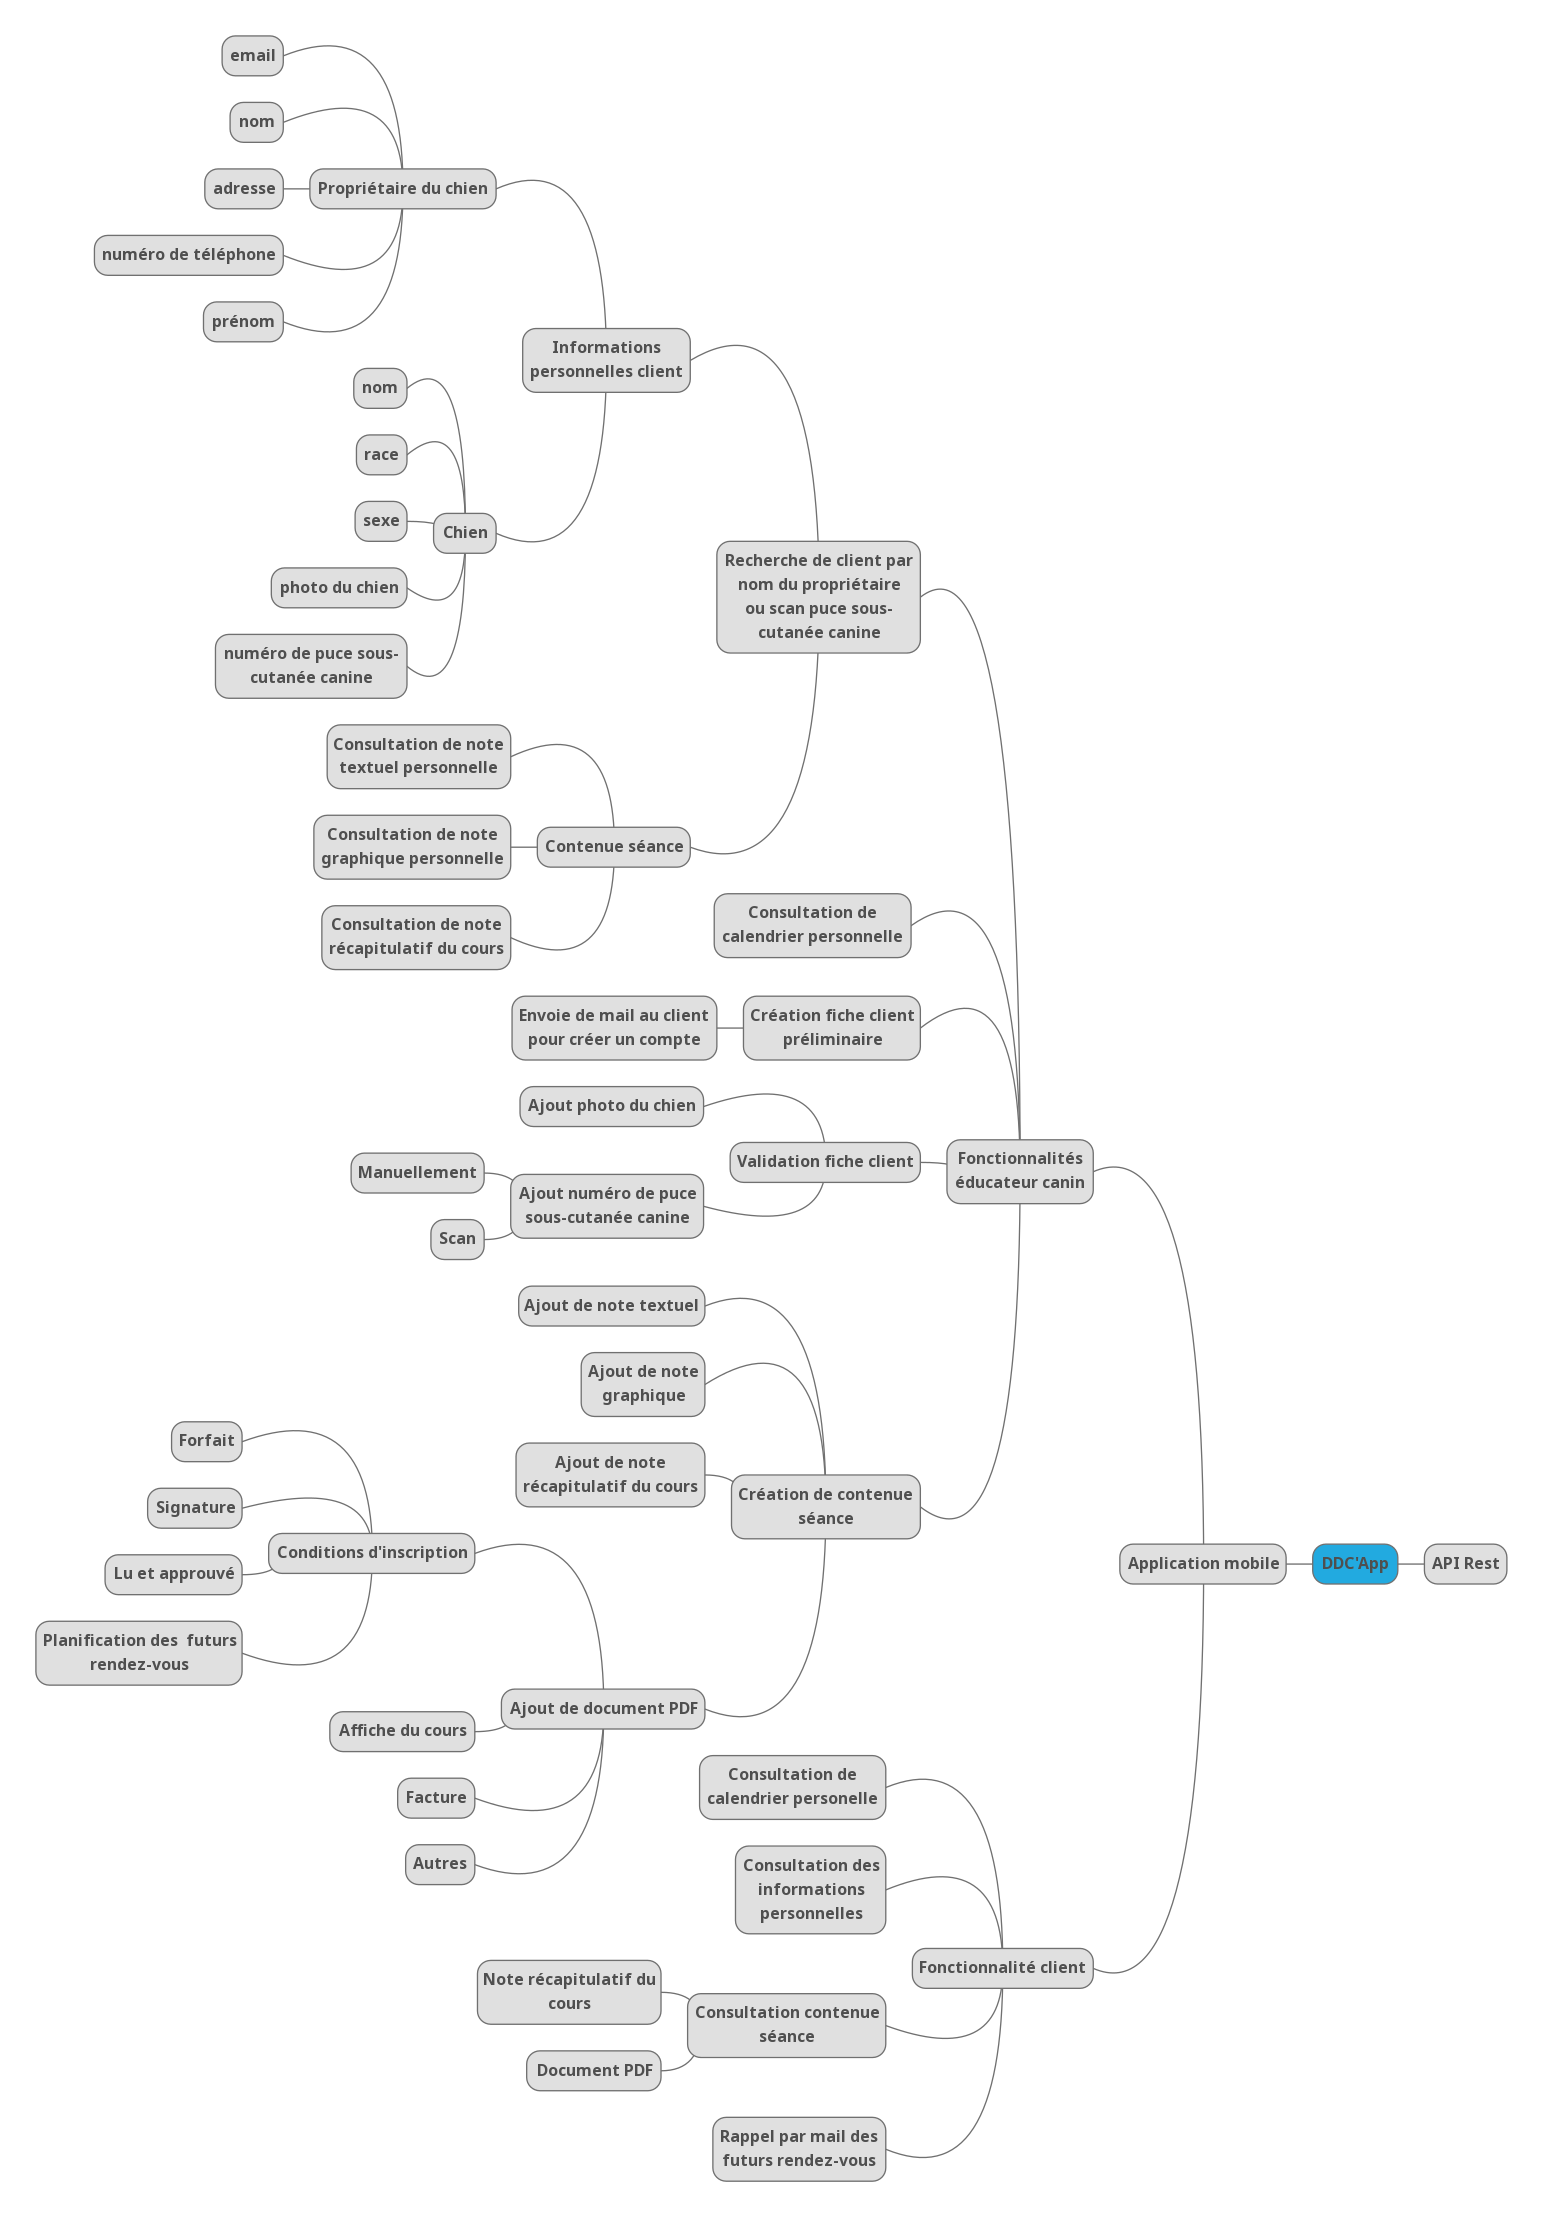 email
nom
adresse
Propriétaire du chien
numéro de téléphone
prénom
Informations
personnelles client
nom
race
sexe
Chien
photo du chien
numéro de puce sous-
cutanée canine
Recherche de client par
nom du propriétaire
ou scan puce sous-
cutanée canine
Consultation de note
textuel personnelle
Consultation de note
graphique personnelle
Contenue séance
Consultation de note
récapitulatif du cours
Consultation de
calendrier personnelle
Envoie de mail au client
pour créer un compte
Création fiche client
préliminaire
Ajout photo du chien
Validation fiche client
Manuellement
Ajout numéro de puce
sous-cutanée canine
Scan
Fonctionnalités
éducateur canin
Ajout de note textuel
Ajout de note
graphique
Ajout de note
récapitulatif du cours
Création de contenue
séance
Forfait
Signature
Conditions d'inscription
Lu et approuvé
Planification des  futurs
rendez-vous
Ajout de document PDF
Affiche du cours
Facture
Autres
Application mobile
DDC'App
API Rest
Consultation de
calendrier personelle
Consultation des
informations
personnelles
Fonctionnalité client
Note récapitulatif du
cours
Consultation contenue
séance
Document PDF
Rappel par mail des
futurs rendez-vous